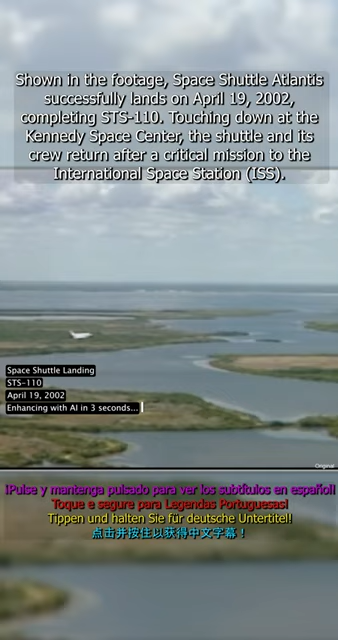 Shown in the footage, Space Shuttle Atlantis
successfully lands on April 19, 2002,
completing STS-110. Touching down at the
Kennedy Space Center, the shuttle and its
crew return after a critical mission to the
International Space Station (ISS).
Space Shuttle Landing
STS-110
April 19, 2002
Enhancing with AI in 3 seconds...
Original
¡Pulse y mantenga pulsado para ver los subtítulos en español!
Toque e segure para Legendas Portuguesas!
Tippen und halten Sie für deutsche Untertitel!
点击并按住以获得中文字幕！